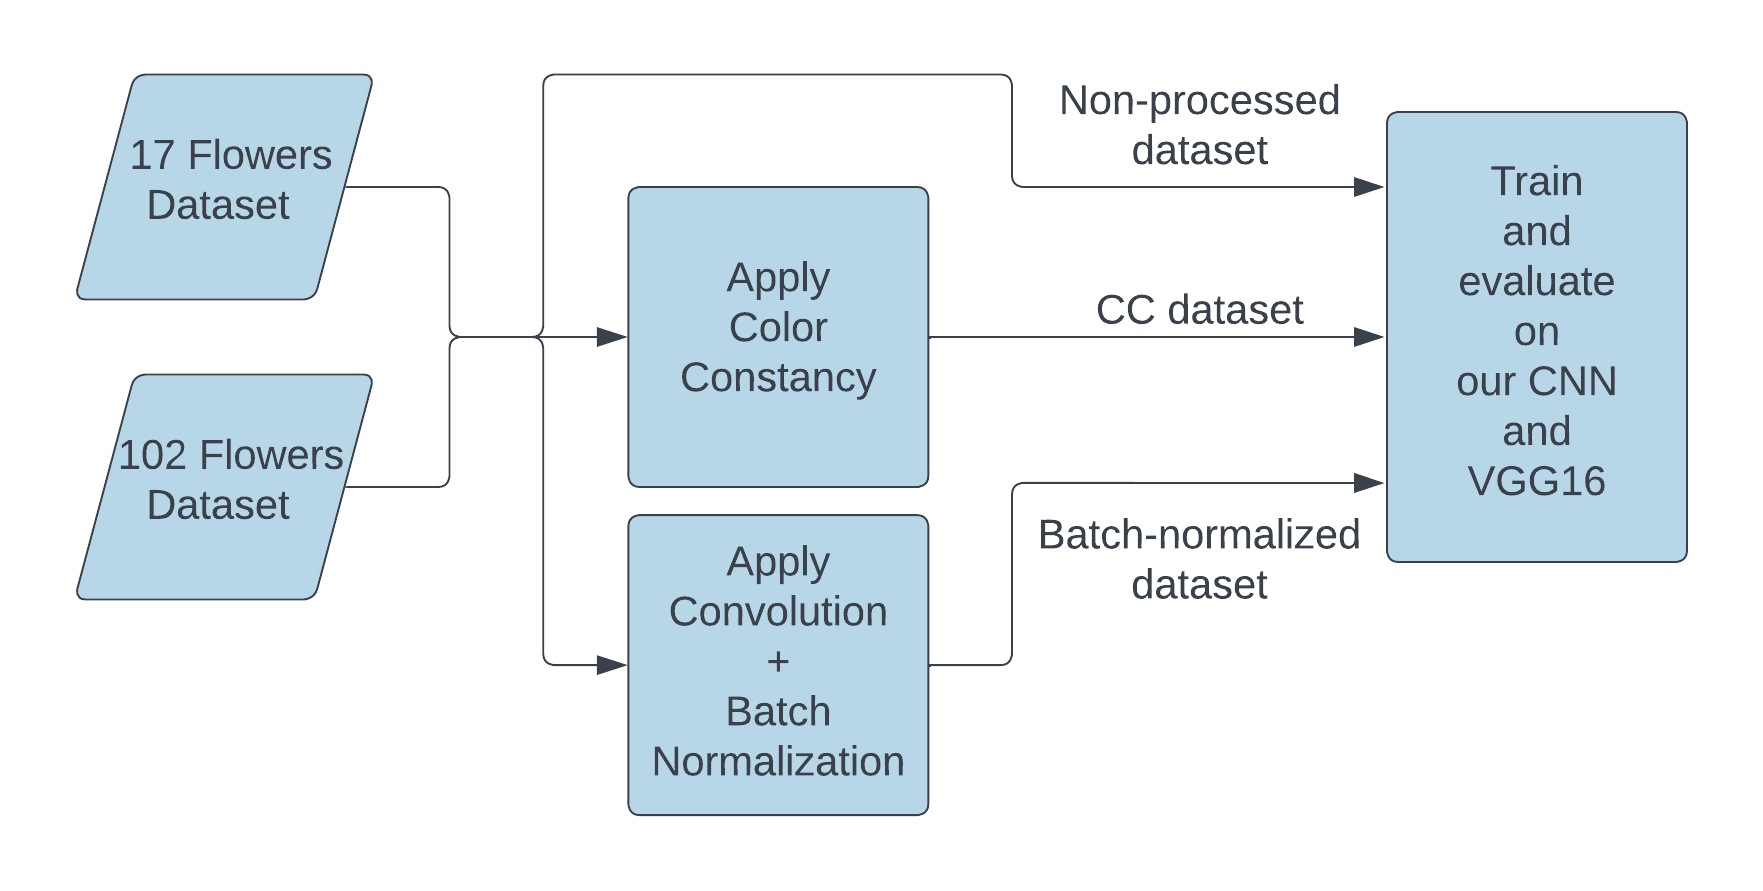 17 Flowers
Dataset
102 Flowers
Dataset
Apply
Color
Constancy
Apply
Convolution
+
Batch
Normalization
Non-processed
dataset
CC dataset
Batch-normalized
dataset
Train
and
evaluate
on
our CNN
and
VGG16